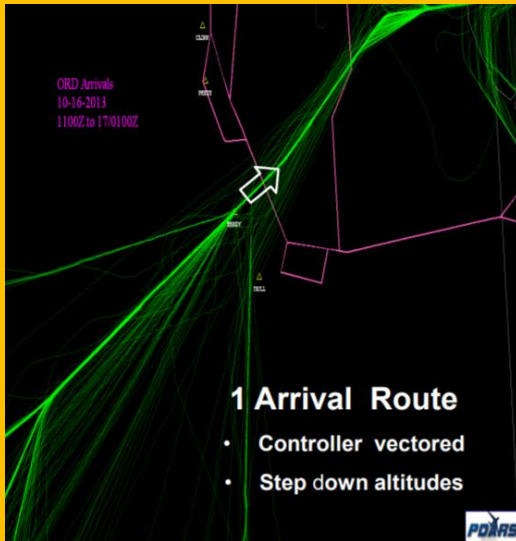 ORD Arrivals
10-16-2013
1100Z to 17/0100Z
1 Arrival Route
• Controller vectored
• Step down altitudes
PDARS